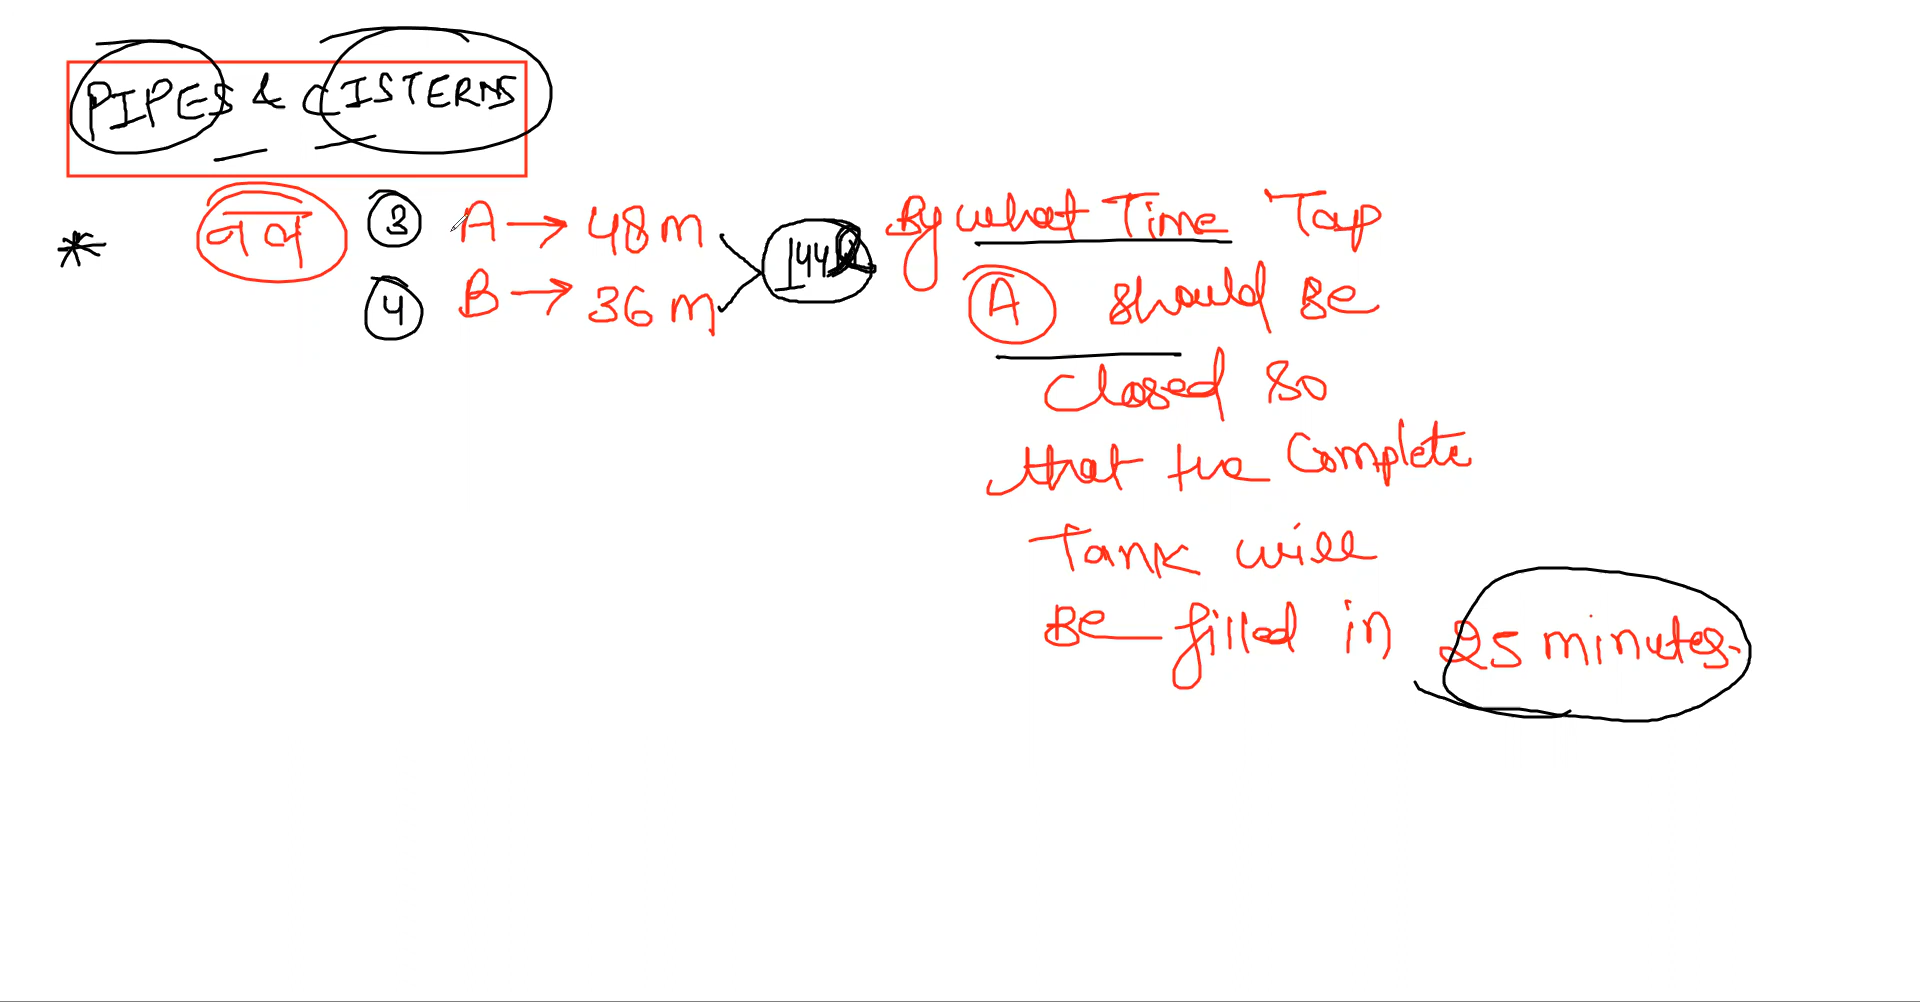 PIPES & CISTERNS
नल
③ A → 48 m
④ B → 36 m
144 l
By what Time Tap
A should Be
Closed So
that the Complete
Tank will
Be filled in 25 minutes.